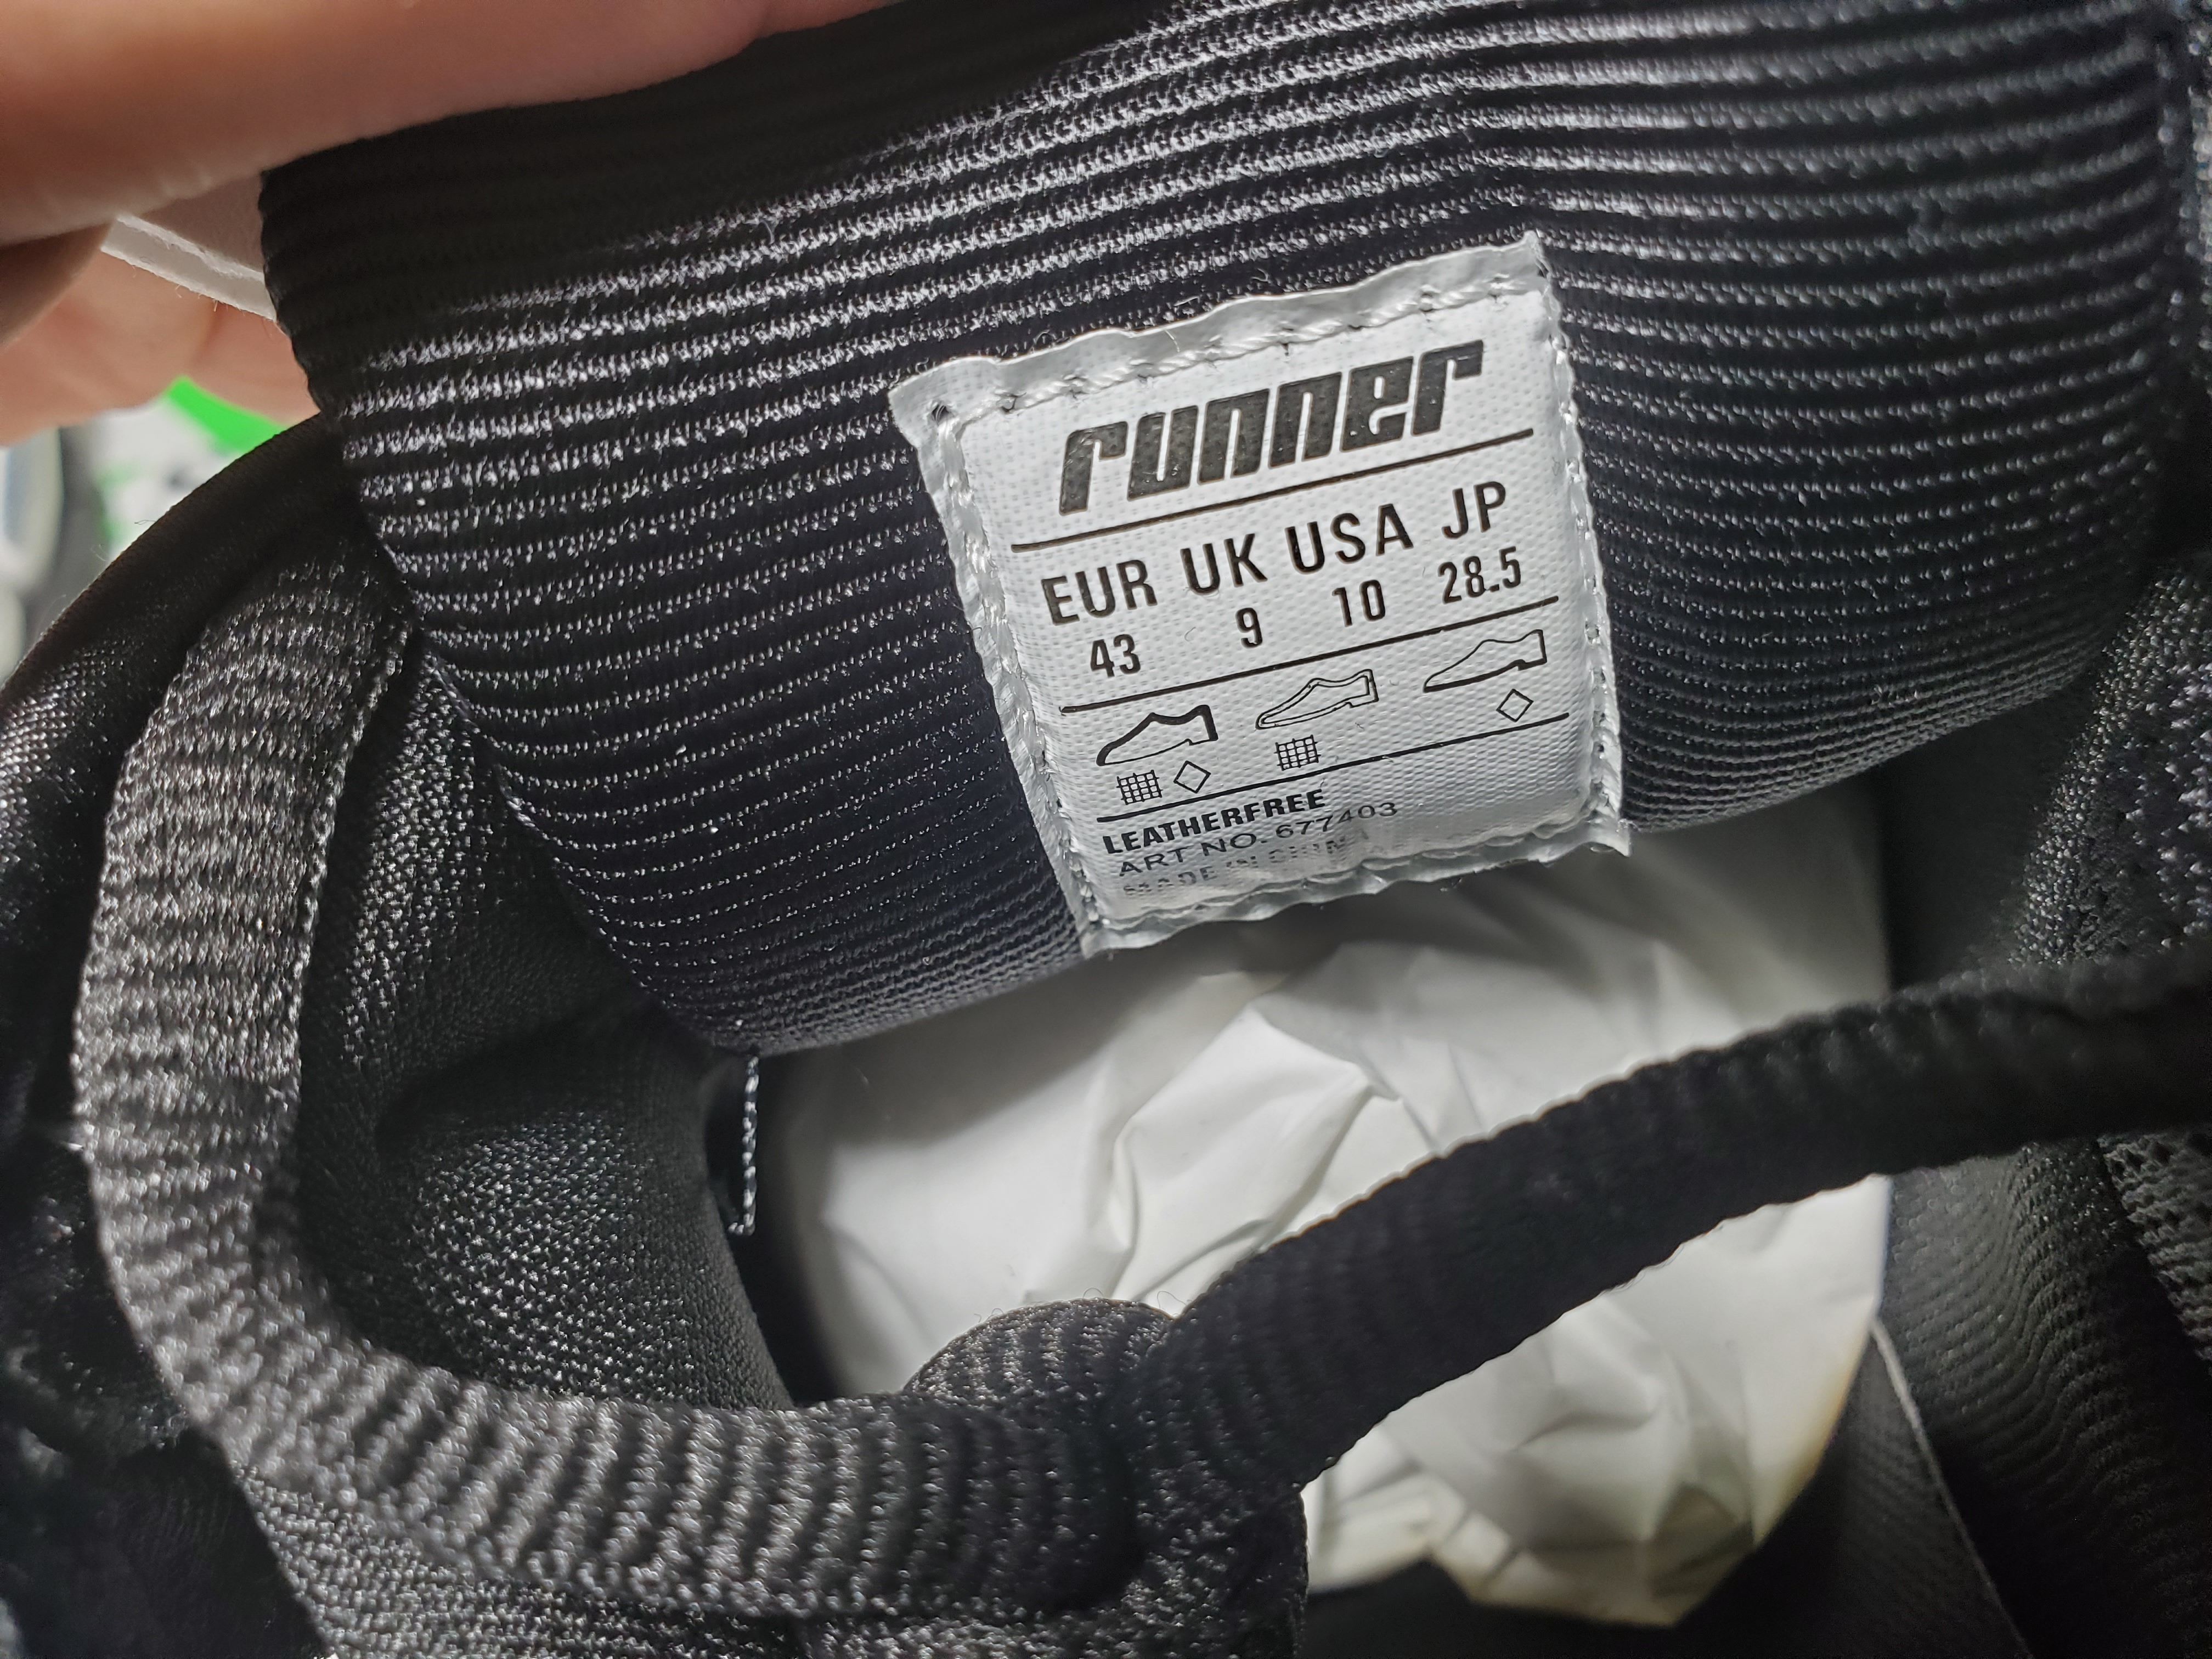 runner
EUR UK USA JP
43 9 10 28.5
LEATHERFREE
ART NO. 677403
MADE IN CHINA